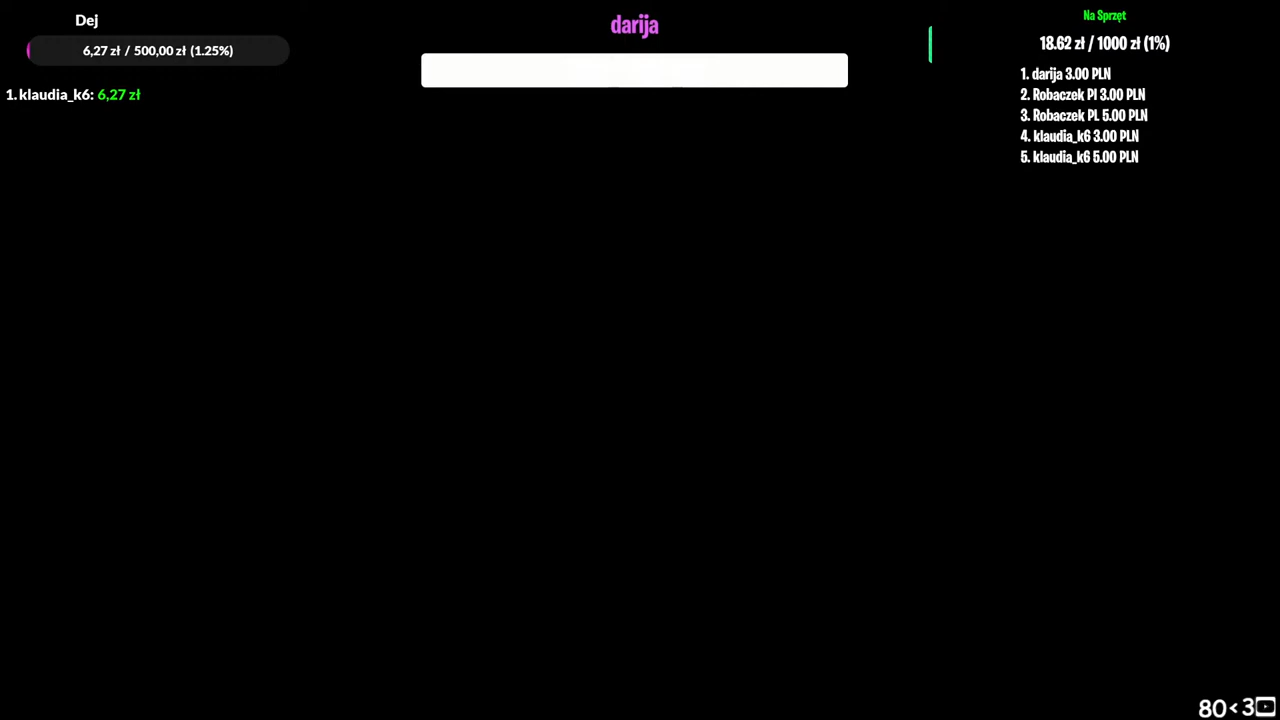 Dej
6,27 zł / 500,00 zł (1.25%)
1. klaudia_k6: 6,27 zł
darija
Na Sprzęt
18.62 zł / 1000 zł (1%)
1. darija 3.00 PLN
2. Robaczek Pl 3.00 PLN
3. Robaczek PL 5.00 PLN
4. klaudia_k6 3.00 PLN
5. klaudia_k6 5.00 PLN
80<3